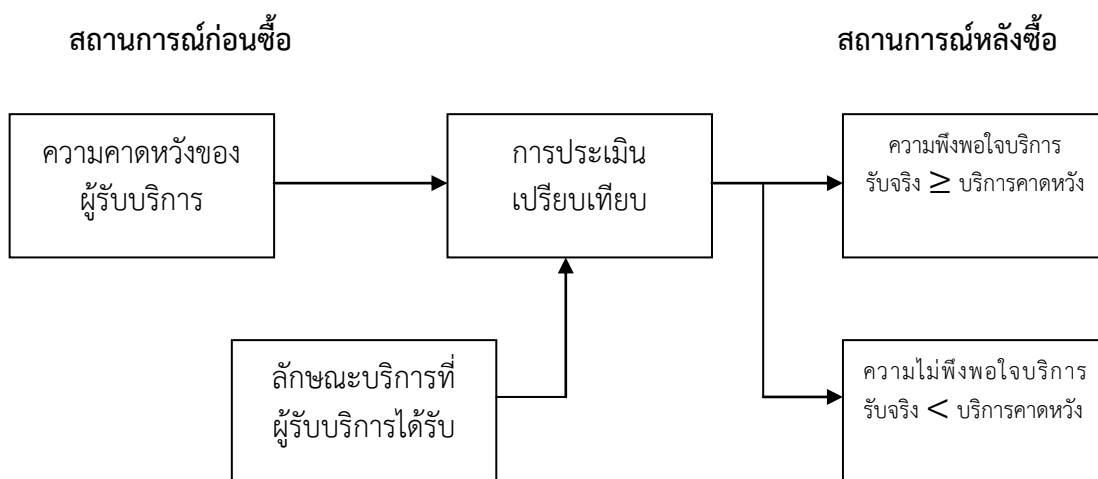 สถานการณ์ก่อนซื้อ
สถานการณ์หลังซื้อ
ความคาดหวังของ
ผู้รับบริการ
การประเมิน
เปรียบเทียบ
ความพึงพอใจบริการ
รับจริง ≥ บริการคาดหวัง
ลักษณะบริการที่
ผู้รับบริการได้รับ
ความไม่พึงพอใจบริการ
รับจริง < บริการคาดหวัง